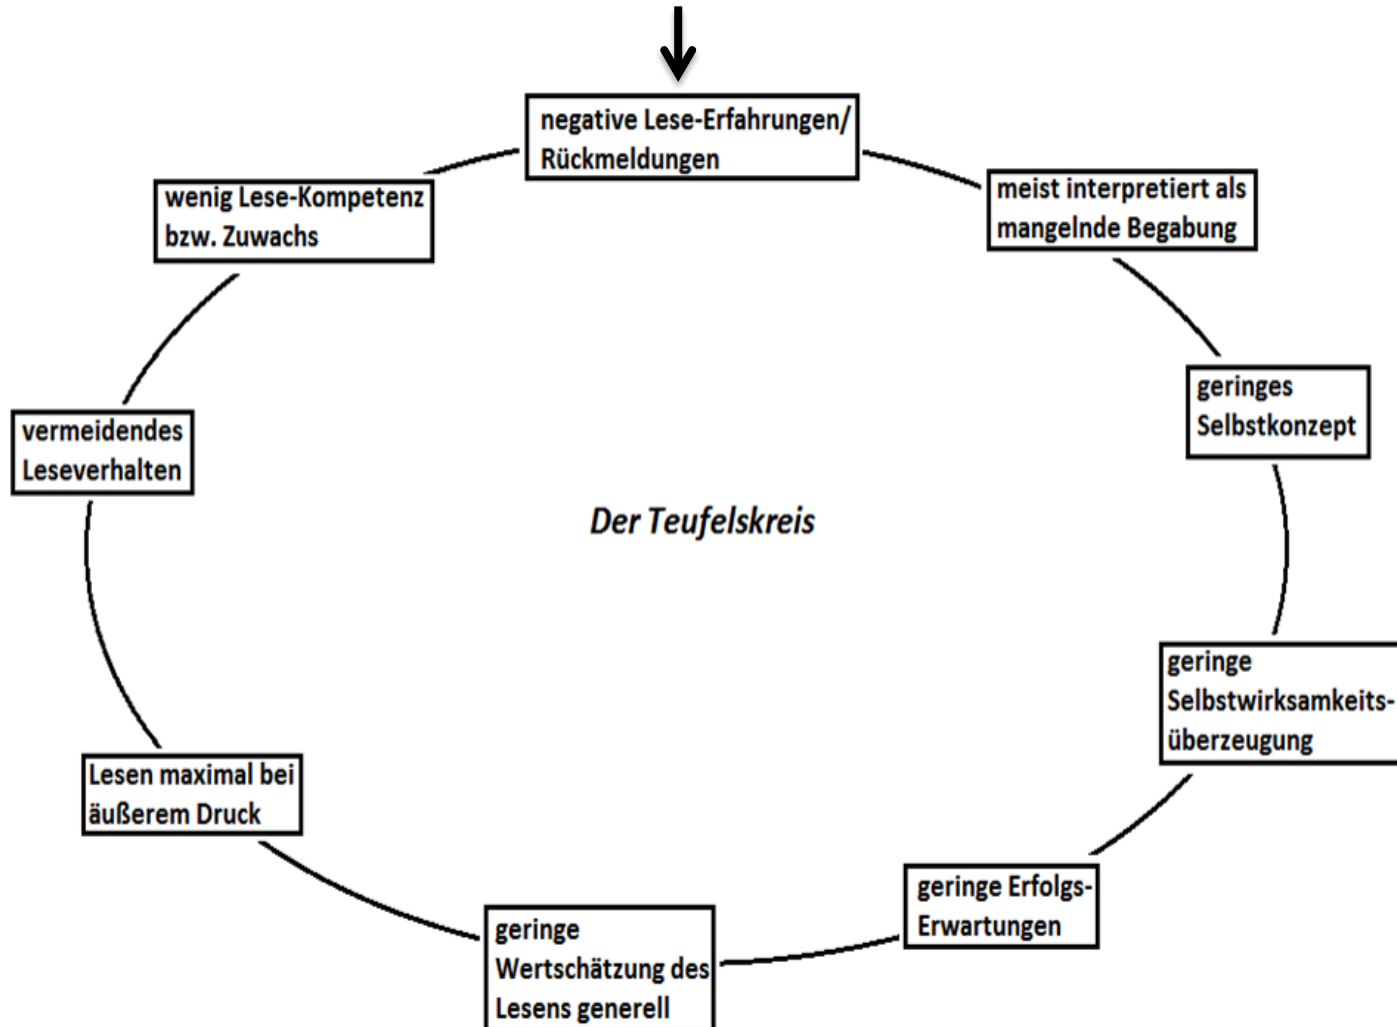 negative Lese-Erfahrungen/
Rückmeldungen
meist interpretiert als
mangelnde Begabung
geringes
Selbstkonzept
geringe
Selbstwirksamkeits-
überzeugung
geringe Erfolgs-
Erwartungen
geringe
Wertschätzung des
Lesens generell
Lesen maximal bei
äußerem Druck
vermeidendes
Leseverhalten
wenig Lese-Kompetenz
bzw. Zuwachs
Der Teufelskreis